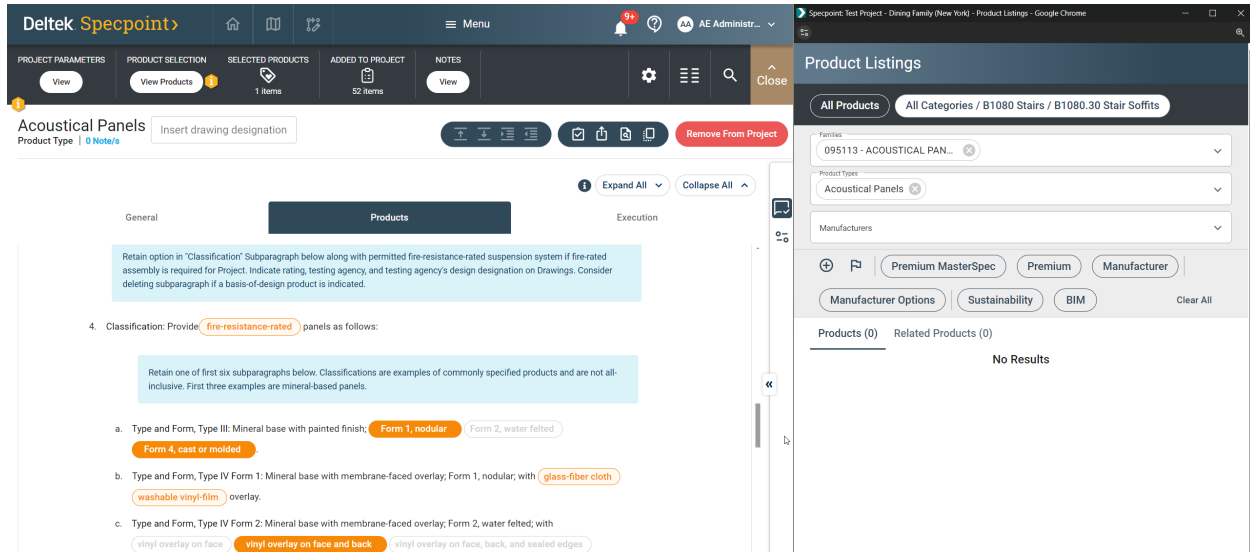 Deltek Specpoint
Menu
9+
AA AE Administr...
PROJECT PARAMETERS
View
PRODUCT SELECTION
View Products
SELECTED PRODUCTS
1 items
ADDED TO PROJECT
52 items
NOTES
View
Close
Acoustical Panels
Insert drawing designation
Product Type | 0 Note/s
Remove From Project
Expand All
Collapse All
General
Products
Execution
Retain option in "Classification" Subparagraph below along with permitted fire-resistance-rated suspension system if fire-rated
assembly is required for Project. Indicate rating, testing agency, and testing agency's design designation on Drawings. Consider
deleting subparagraph if a basis-of-design product is indicated.
4. Classification: Provide fire-resistance-rated panels as follows:
Retain one of first six subparagraphs below. Classifications are examples of commonly specified products and are not all-
inclusive. First three examples are mineral-based panels.
a. Type and Form, Type III: Mineral base with painted finish; Form 1, nodular Form 2, water felted
Form 4, cast or molded .
b. Type and Form, Type IV Form 1: Mineral base with membrane-faced overlay; Form 1, nodular; with glass-fiber cloth
washable vinyl-film overlay.
c. Type and Form, Type IV Form 2: Mineral base with membrane-faced overlay; Form 2, water felted; with
vinyl overlay on face vinyl overlay on face and back vinyl overlay on face, back, and sealed edges
Specpoint: Test Project - Dining Family (New York) - Product Listings - Google Chrome
Product Listings
All Products
All Categories / B1080 Stairs / B1080.30 Stair Soffits
Families
095113 - ACOUSTICAL PAN...
Product Types
Acoustical Panels
Manufacturers
Premium MasterSpec
Premium
Manufacturer
Manufacturer Options
Sustainability
BIM
Clear All
Products (0)
Related Products (0)
No Results